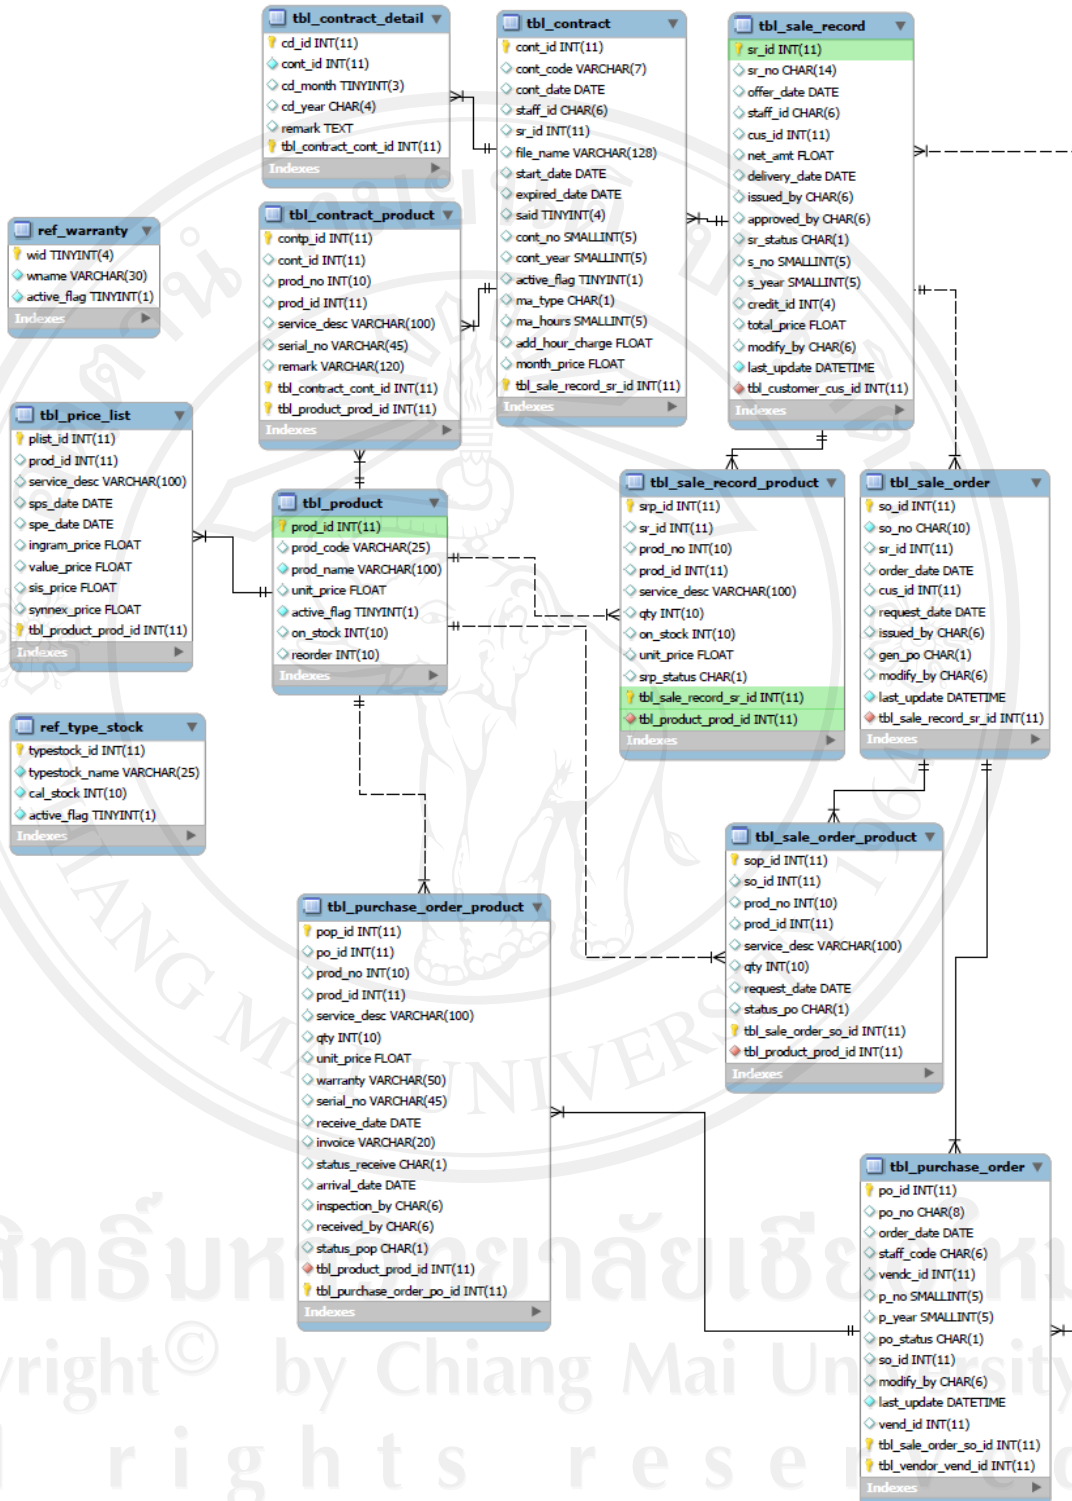 tbl_contract_detail
cd_id INT(11)
cont_id INT(11)
cd_month TINYINT(3)
cd_year CHAR(4)
remark TEXT
tbl_contract_cont_id INT(11)
Indexes
tbl_contract
cont_id INT(11)
cont_code VARCHAR(7)
cont_date DATE
staff_id CHAR(6)
sr_id INT(11)
file_name VARCHAR(128)
start_date DATE
expired_date DATE
said TINYINT(4)
cont_no SMALLINT(5)
cont_year SMALLINT(5)
active_flag TINYINT(1)
ma_type CHAR(1)
ma_hours SMALLINT(5)
add_hour_charge FLOAT
month_price FLOAT
tbl_sale_record_sr_id INT(11)
Indexes
tbl_sale_record
sr_id INT(11)
sr_no CHAR(14)
offer_date DATE
staff_id CHAR(6)
cus_id INT(11)
net_amt FLOAT
delivery_date DATE
issued_by CHAR(6)
approved_by CHAR(6)
sr_status CHAR(1)
s_no SMALLINT(5)
s_year SMALLINT(5)
credit_id INT(4)
total_price FLOAT
modify_by CHAR(6)
last_update DATETIME
tbl_customer_cus_id INT(11)
Indexes
ref_warranty
wid TINYINT(4)
wname VARCHAR(30)
active_flag TINYINT(1)
Indexes
tbl_contract_product
contp_id INT(11)
cont_id INT(11)
prod_no INT(10)
prod_id INT(11)
service_desc VARCHAR(100)
serial_no VARCHAR(45)
remark VARCHAR(120)
tbl_contract_cont_id INT(11)
tbl_product_prod_id INT(11)
Indexes
tbl_price_list
plist_id INT(11)
prod_id INT(11)
service_desc VARCHAR(100)
sps_date DATE
spe_date DATE
ingram_price FLOAT
value_price FLOAT
sis_price FLOAT
synnex_price FLOAT
tbl_product_prod_id INT(11)
Indexes
tbl_product
prod_id INT(11)
prod_code VARCHAR(25)
prod_name VARCHAR(100)
unit_price FLOAT
active_flag TINYINT(1)
on_stock INT(10)
reorder INT(10)
Indexes
tbl_sale_record_product
srp_id INT(11)
sr_id INT(11)
prod_no INT(10)
prod_id INT(11)
service_desc VARCHAR(100)
qty INT(10)
on_stock INT(10)
unit_price FLOAT
srp_status CHAR(1)
tbl_sale_record_sr_id INT(11)
tbl_product_prod_id INT(11)
Indexes
tbl_sale_order
so_id INT(11)
so_no CHAR(10)
sr_id INT(11)
order_date DATE
cus_id INT(11)
request_date DATE
issued_by CHAR(6)
gen_po CHAR(1)
modify_by CHAR(6)
last_update DATETIME
tbl_sale_record_sr_id INT(11)
Indexes
ref_type_stock
typestock_id INT(11)
typestock_name VARCHAR(25)
cal_stock INT(10)
active_flag TINYINT(1)
Indexes
tbl_sale_order_product
sop_id INT(11)
so_id INT(11)
prod_no INT(10)
prod_id INT(11)
service_desc VARCHAR(100)
qty INT(10)
request_date DATE
status_po CHAR(1)
tbl_sale_order_so_id INT(11)
tbl_product_prod_id INT(11)
Indexes
tbl_purchase_order_product
pop_id INT(11)
po_id INT(11)
prod_no INT(10)
prod_id INT(11)
service_desc VARCHAR(100)
qty INT(10)
unit_price FLOAT
warranty VARCHAR(50)
serial_no VARCHAR(45)
receive_date DATE
invoice VARCHAR(20)
status_receive CHAR(1)
arrival_date DATE
inspection_by CHAR(6)
received_by CHAR(6)
status_pop CHAR(1)
tbl_product_prod_id INT(11)
tbl_purchase_order_po_id INT(11)
Indexes
tbl_purchase_order
po_id INT(11)
po_no CHAR(8)
order_date DATE
staff_code CHAR(6)
vendc_id INT(11)
p_no SMALLINT(5)
p_year SMALLINT(5)
po_status CHAR(1)
so_id INT(11)
modify_by CHAR(6)
last_update DATETIME
vend_id INT(11)
tbl_sale_order_so_id INT(11)
tbl_vendor_vend_id INT(11)
Indexes
MAI UNIVERSITY 1964
by Chiang Mai University
rights reserved